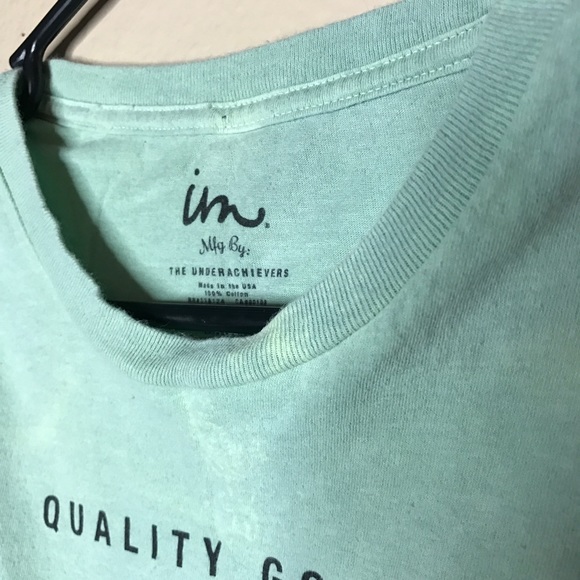 im
Mfg By:
THE UNDERACHIEVERS
Made in the USA
100% Cotton
QUALITY